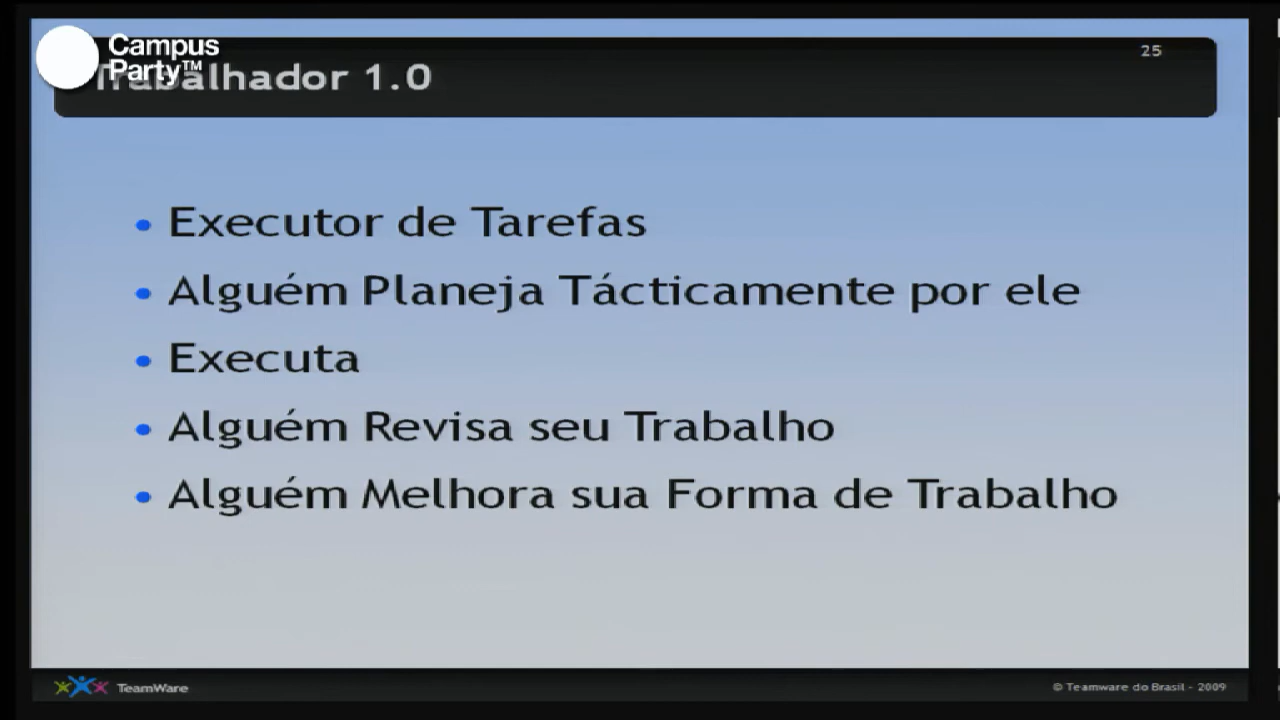 Campus
Party™
Trabalhador 1.0
25
Executor de Tarefas
Alguém Planeja Tácticamente por ele
Executa
Alguém Revisa seu Trabalho
Alguém Melhora sua Forma de Trabalho
TeamWare
© Teamware do Brasil - 2009